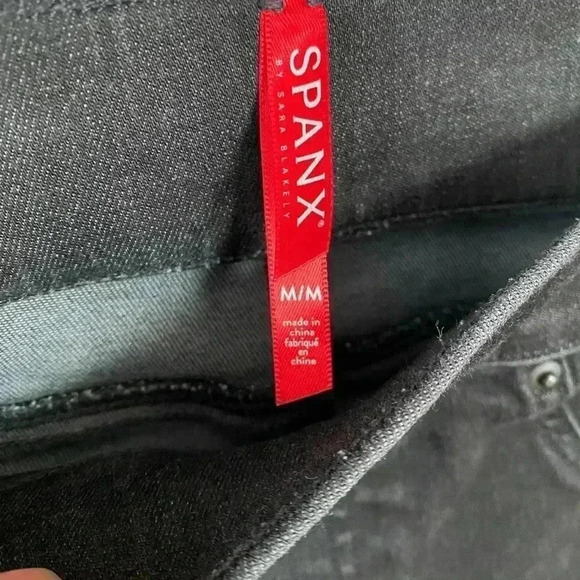 SPANX®
BY SARA BLAKELY
M/M
made in
china
fabriqué
en
chine